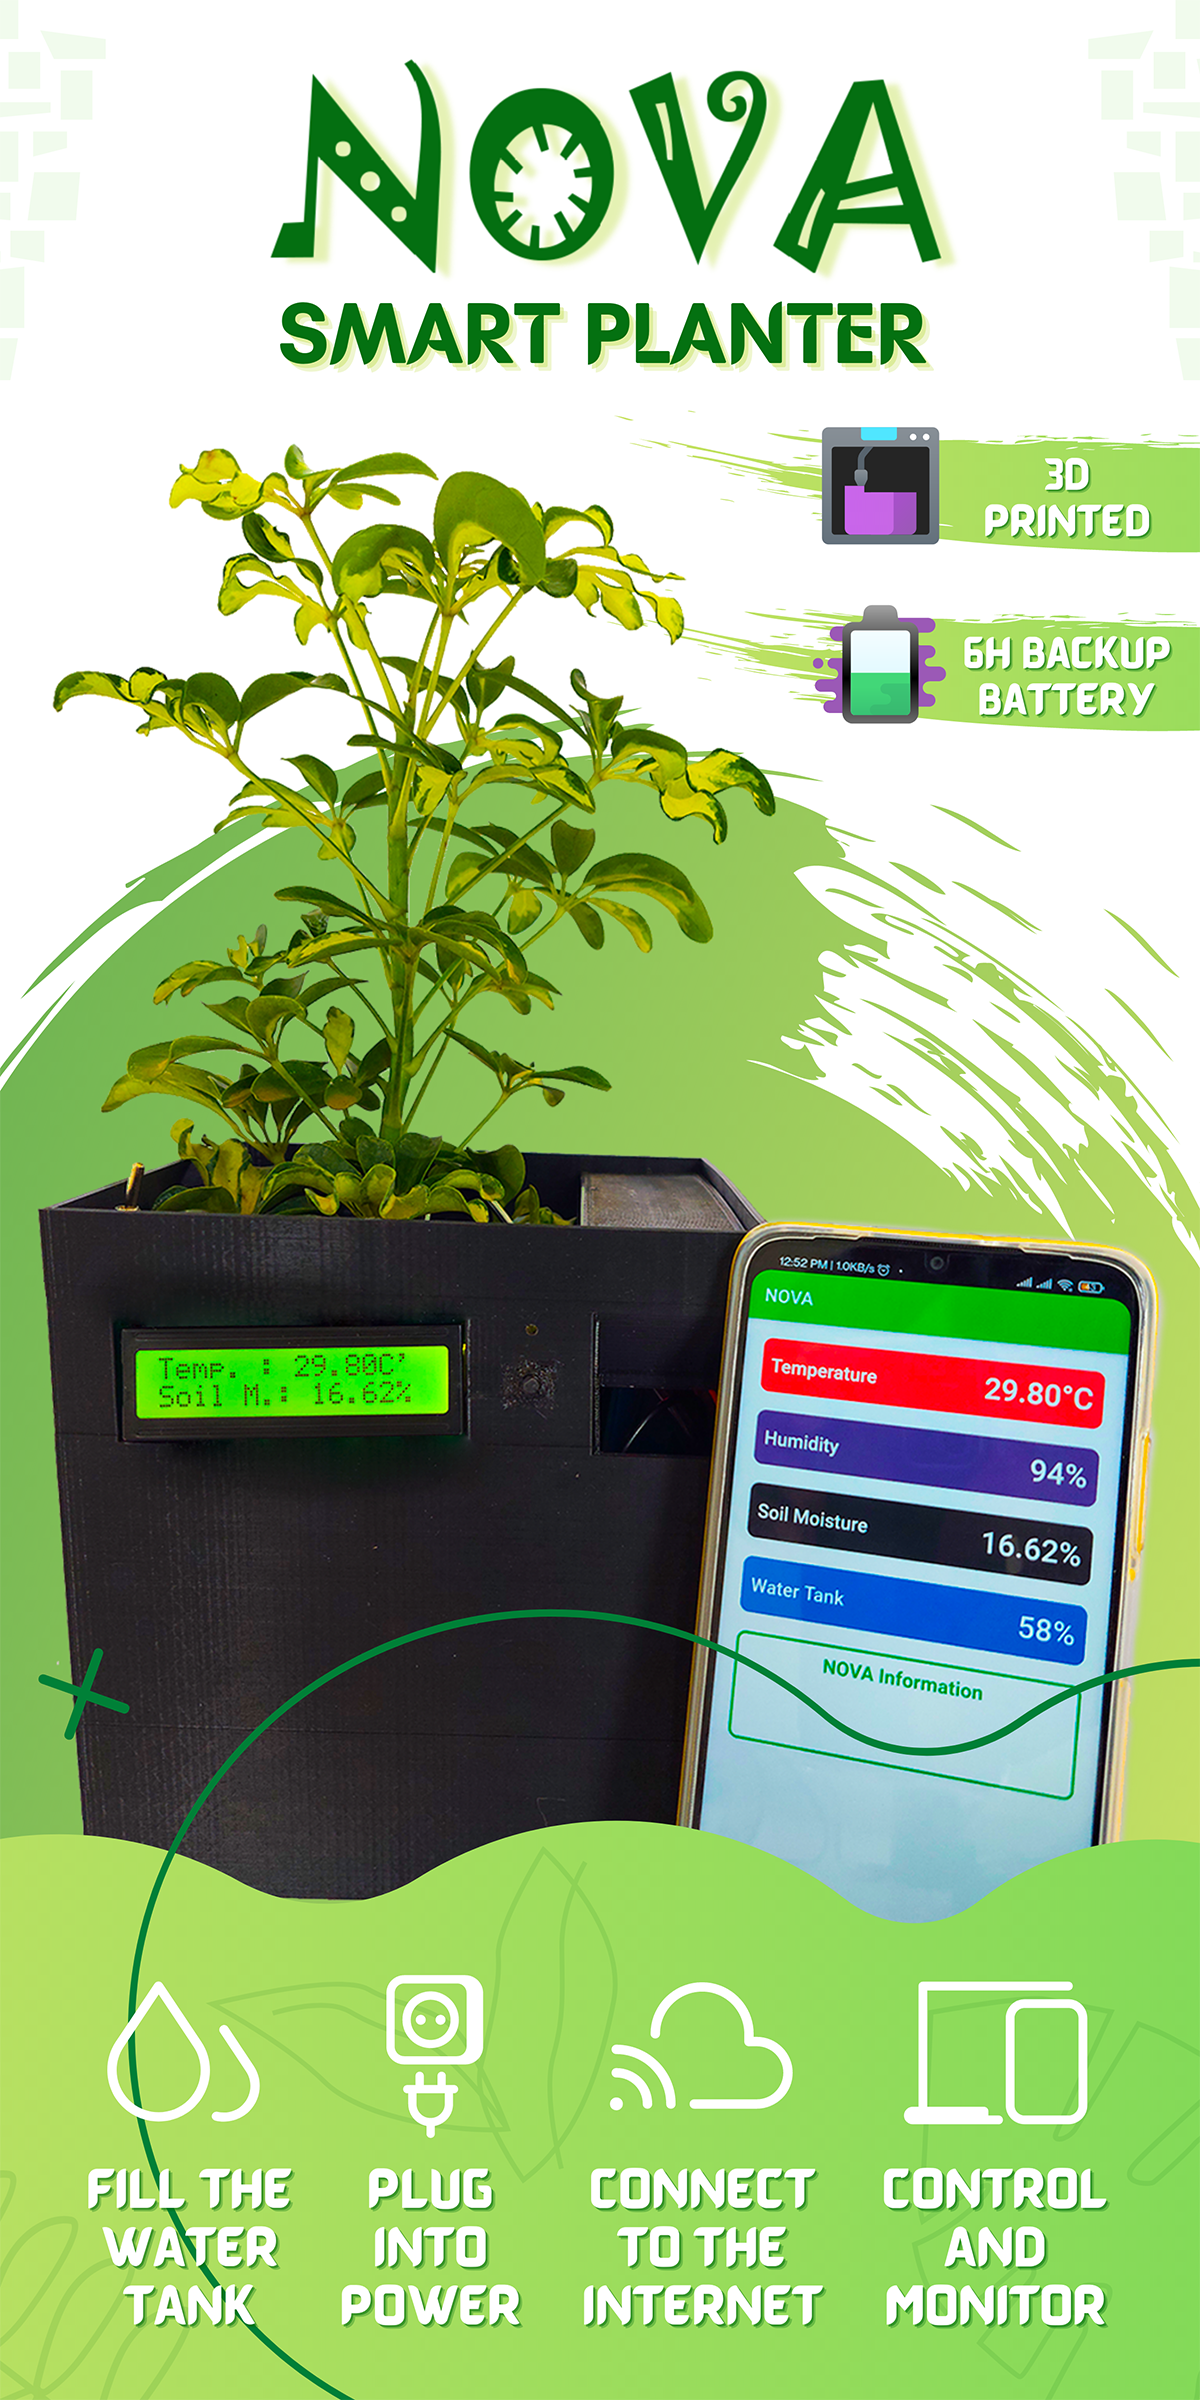 NOVA
SMART PLANTER
3D
PRINTED
6H BACKUP
BATTERY
12:52 PM | 1.0KB/s
NOVA
Temperature
29.80°C
Humidity
94%
Soil Moisture
16.62%
Water Tank
58%
NOVA Information
Temp. : 29.80C'
Soil M.: 16.62%
FILL THE
WATER
TANK
PLUG
INTO
POWER
CONNECT
TO THE
INTERNET
CONTROL
AND
MONITOR